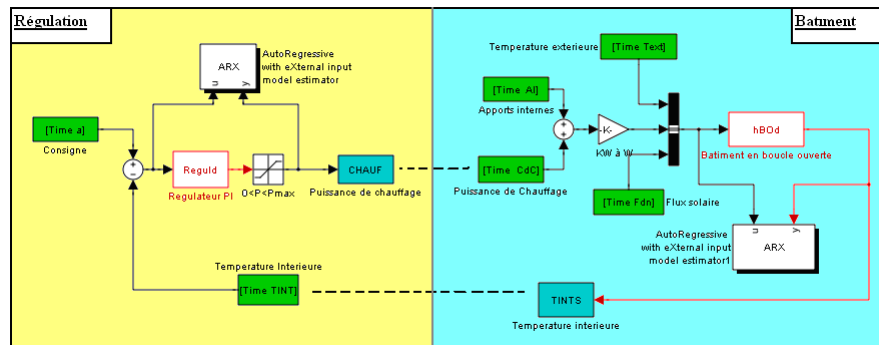 Régulation
Batiment
ARX
u
y
AutoRegressive
with eXternal input
model estimator
[Time a]
Consigne
+
−
ReguId
Regulateur PI
0<P<Pmax
CHAUF
Puissance de chauffage
Temperature Interieure
[Time TINT]
Temperature exterieure
[Time Text]
[Time AI]
Apports internes
+
+
-K-
KW à W
[Time CdC]
Puissance de Chauffage
[Time Fdn]
Flux solaire
hBOd
Batiment en boucle ouverte
AutoRegressive
with eXternal input
model estimator1
u
y
ARX
TINTS
Temperature interieure